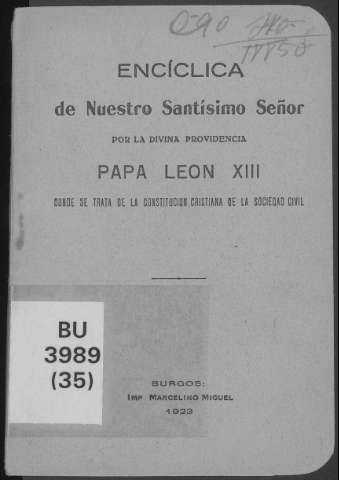 ENCÍCLICA
de Nuestro Santísimo Señor
POR LA DIVINA PROVIDENCIA
PAPA LEON XIII
DONDE SE TRATA DE LA CONSTITUCION CRISTIANA DE LA SOCIEDAD CIVIL
BU
3989
(35)
BURGOS:
IMP MARCELINO MIGUEL
1923